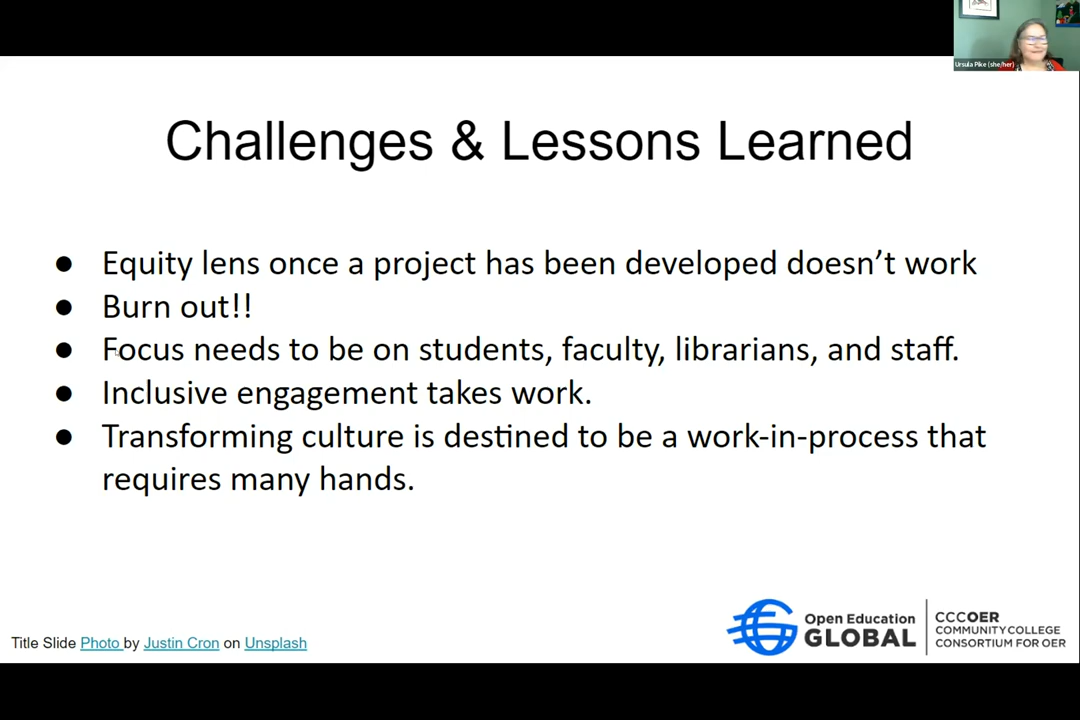 Ursula Pike (she/her)
Challenges & Lessons Learned
● Equity lens once a project has been developed doesn’t work
● Burn out!!
● Focus needs to be on students, faculty, librarians, and staff.
● Inclusive engagement takes work.
● Transforming culture is destined to be a work-in-process that
requires many hands.
Title Slide Photo by Justin Cron on Unsplash
Open Education
GLOBAL
CCCOER
COMMUNITY COLLEGE
CONSORTIUM FOR OER